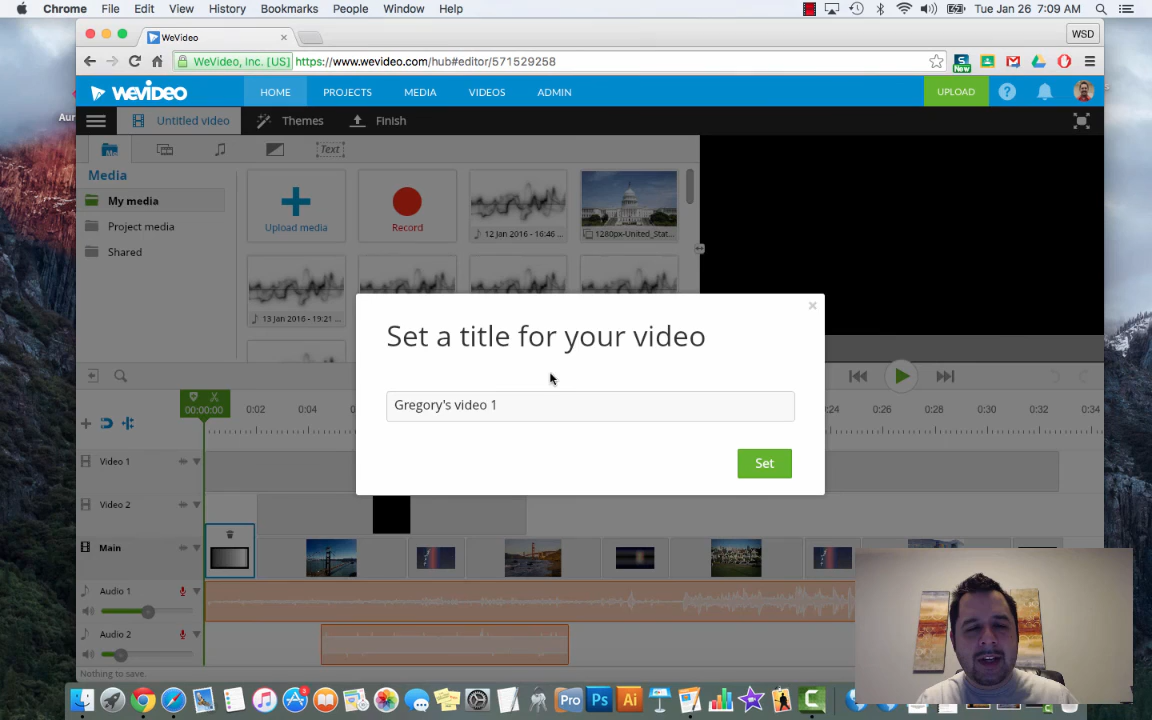 Chrome File Edit View History Bookmarks People Window Help
Tue Jan 26 7:09 AM
WeVideo
WSD
WeVideo, Inc. [US] https://www.wevideo.com/hub#editor/571529258
New
WEVIDEO HOME PROJECTS MEDIA VIDEOS ADMIN UPLOAD
Untitled video Themes Finish
Text
Media
My media
Project media
Shared
Upload media
Record
12 Jan 2016 - 16:46 ...
1280px-United_Stat...
13 Jan 2016 - 19:21 ...
Set a title for your video
Gregory's video 1
Set
00:00:00 0:02 0:04 0:26 0:28 0:30 0:32 0:34
Video 1
Video 2
Main
Audio 1
Audio 2
Nothing to save.
Pro Ps Ai